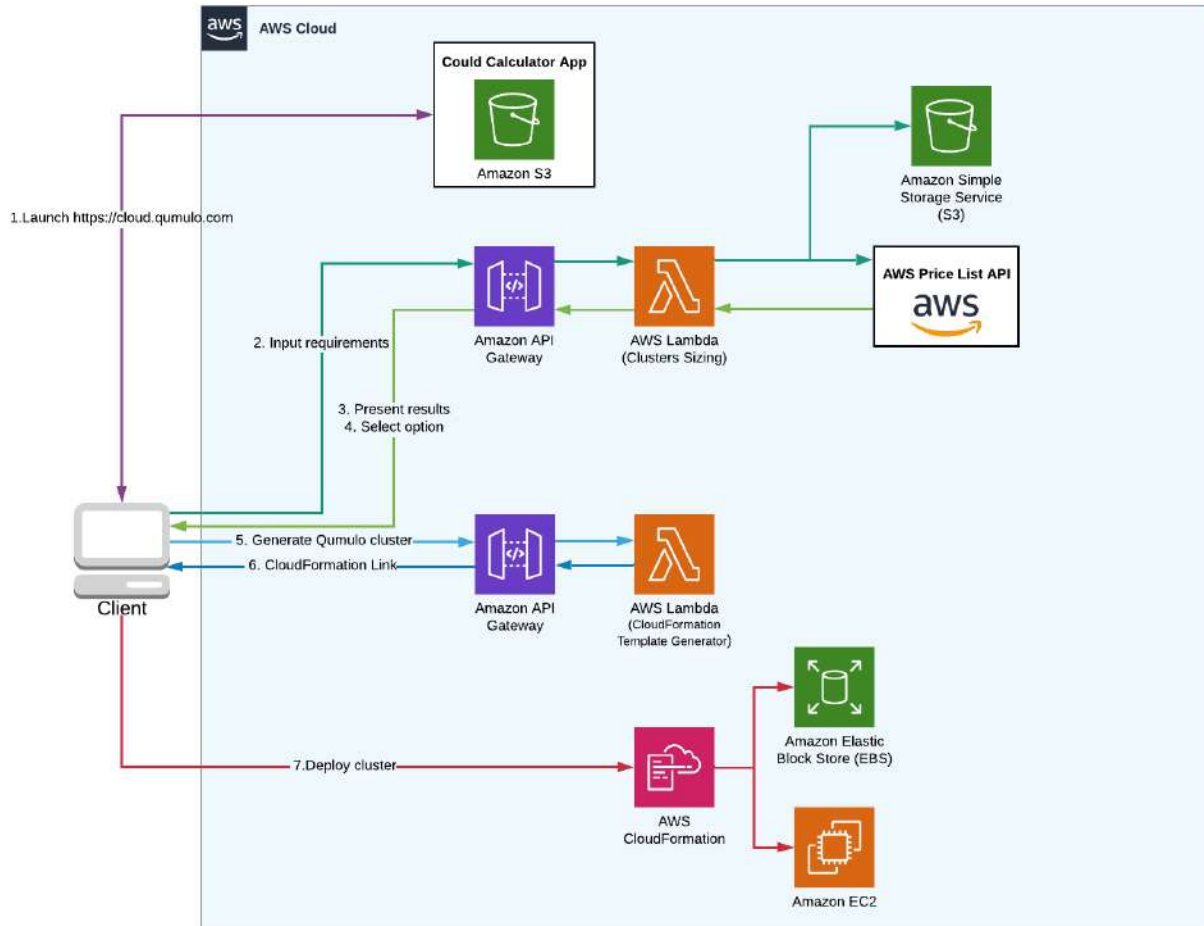 aws
AWS Cloud
Could Calculator App
Amazon S3
Amazon Simple
Storage Service
(S3)
1.Launch https://cloud.qumulo.com
AWS Price List API
aws
2. Input requirements
Amazon API
Gateway
AWS Lambda
(Clusters Sizing)
3. Present results
4. Select option
5. Generate Qumulo cluster
6. CloudFormation Link
Client
Amazon API
Gateway
AWS Lambda
(CloudFormation
Template Generator)
Amazon Elastic
Block Store (EBS)
7.Deploy cluster
AWS
CloudFormation
Amazon EC2